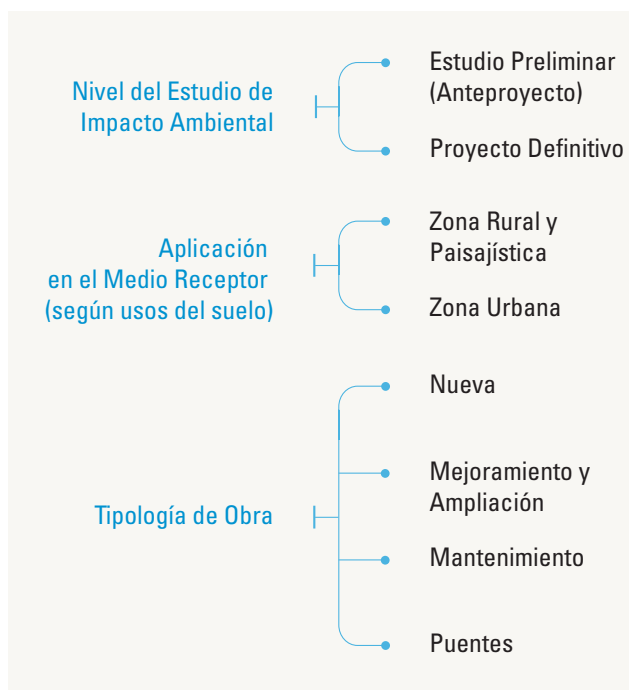 Nivel del Estudio de
Impacto Ambiental
Estudio Preliminar
(Anteproyecto)
Proyecto Definitivo
Aplicación
en el Medio Receptor
(según usos del suelo)
Zona Rural y
Paisajística
Zona Urbana
Tipología de Obra
Nueva
Mejoramiento y
Ampliación
Mantenimiento
Puentes